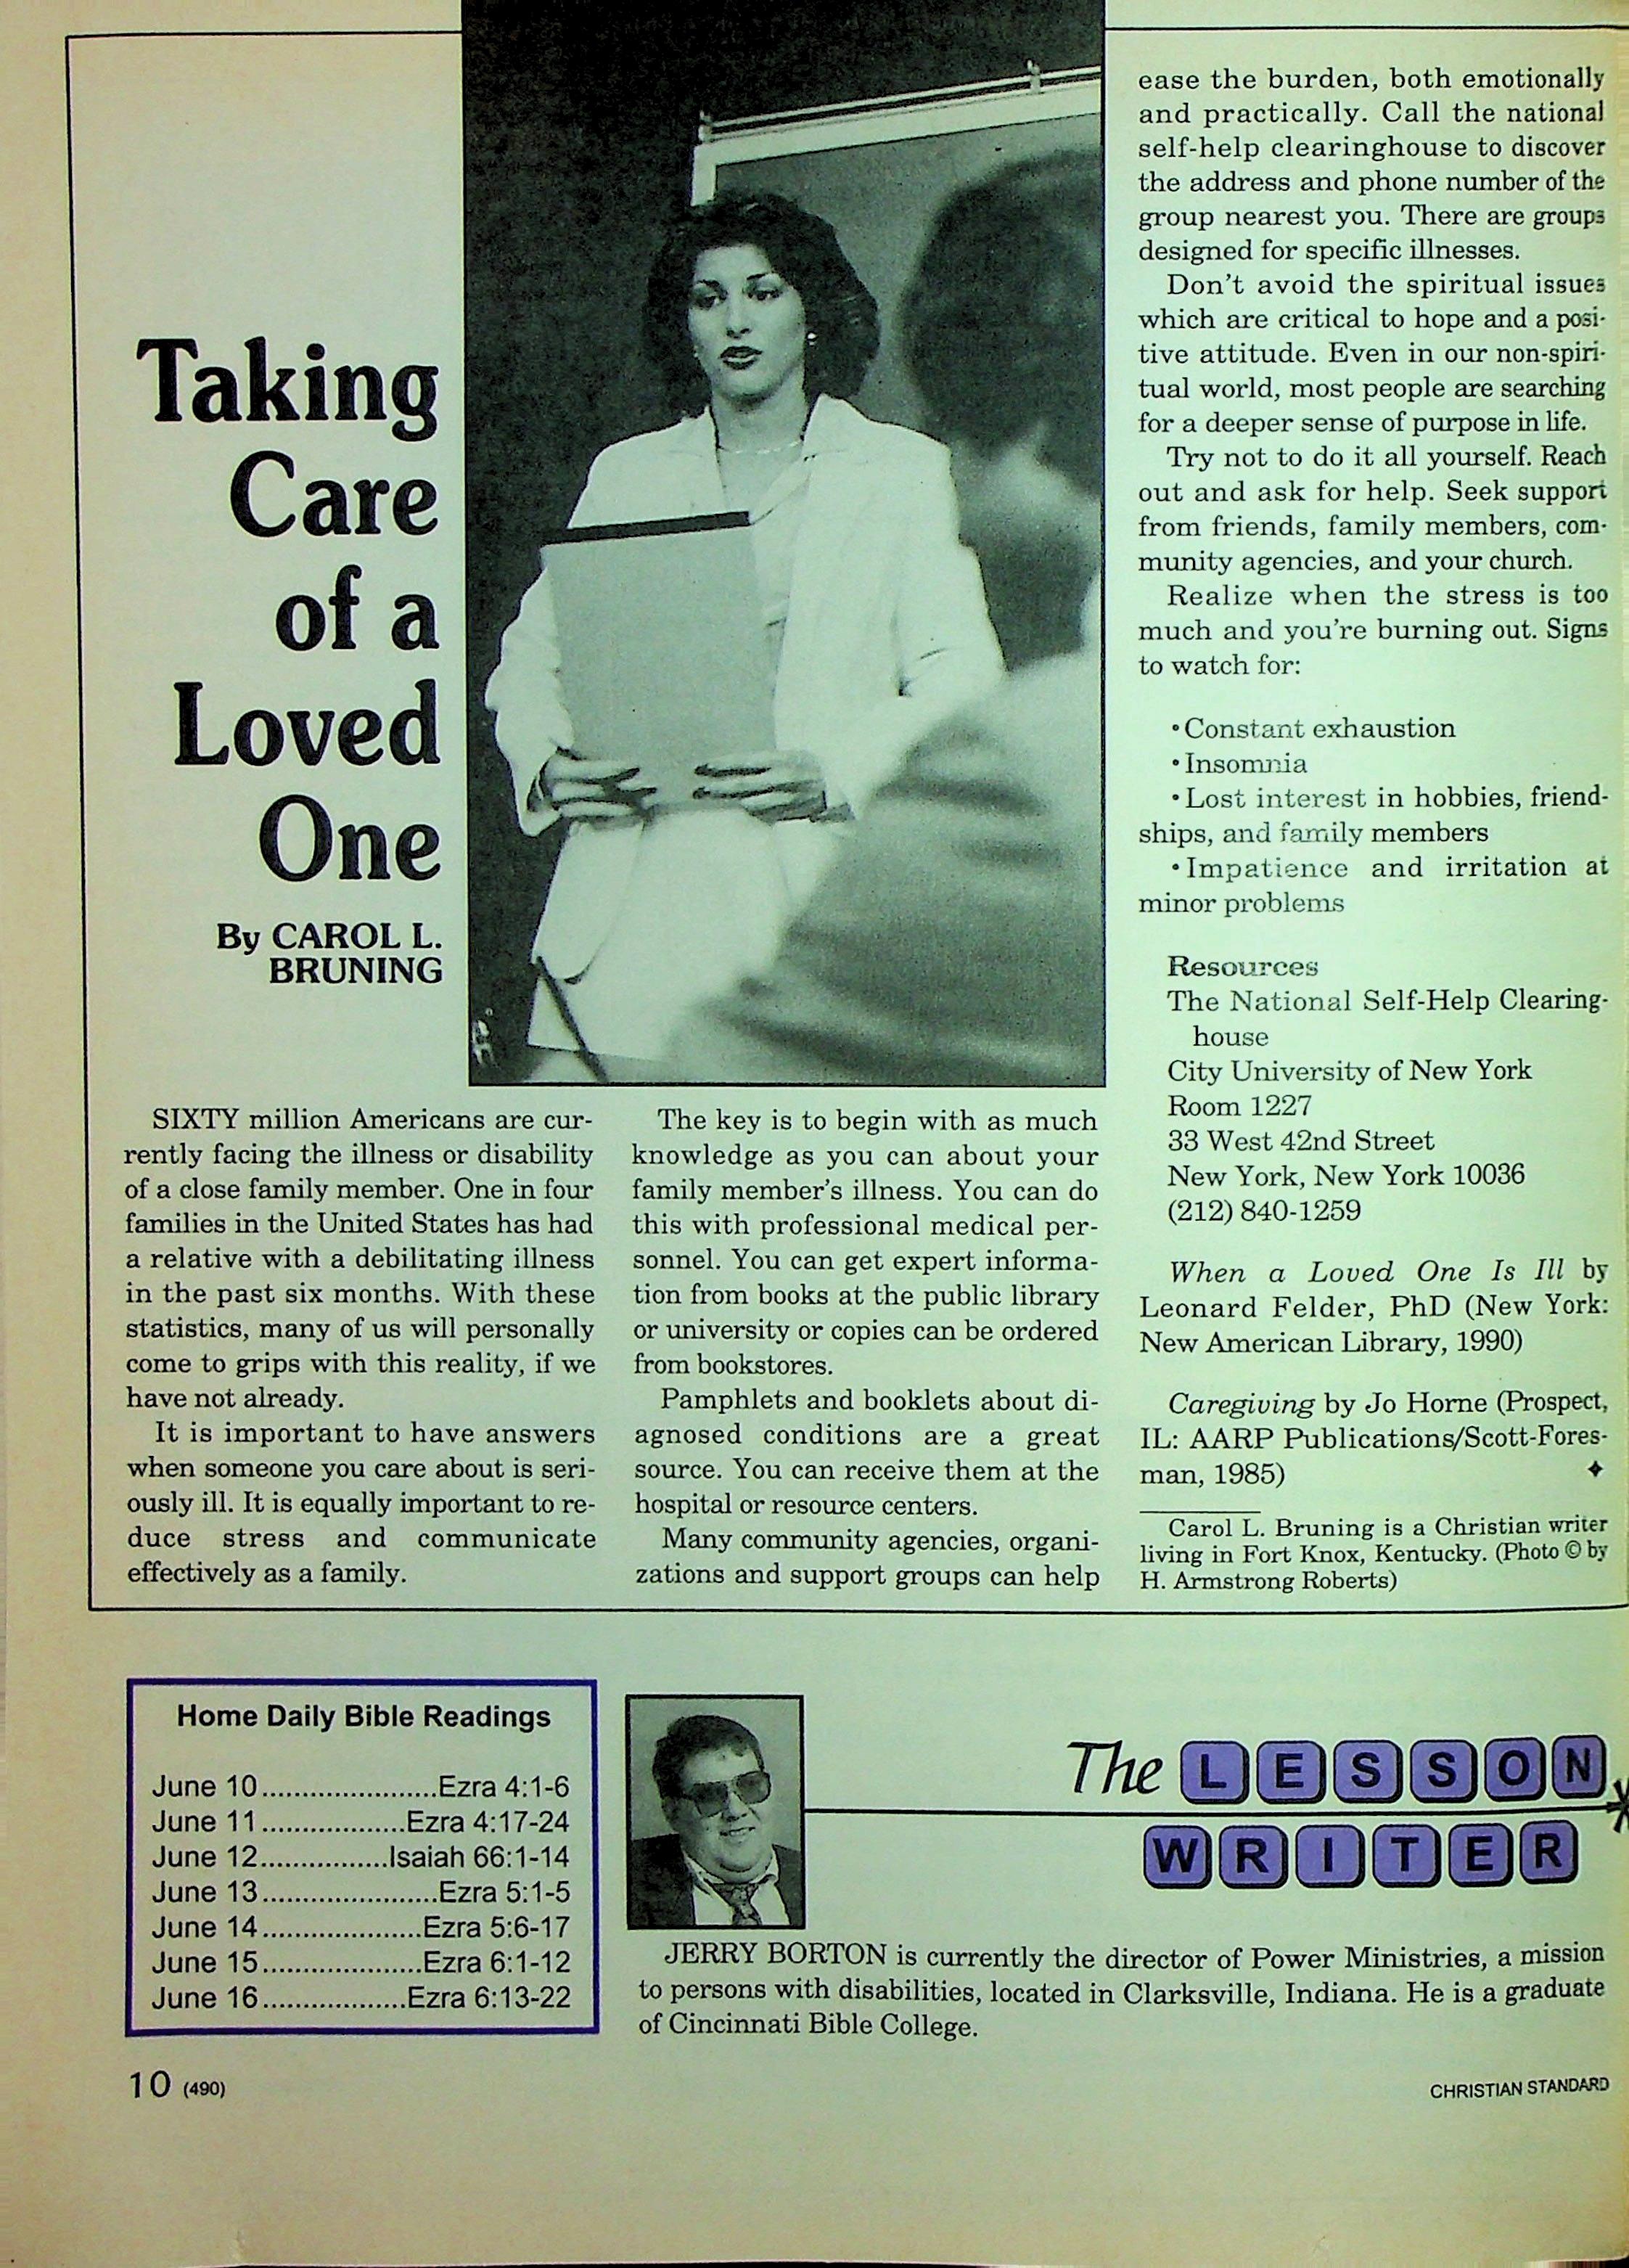 Taking
Care
of a
Loved
One
By CAROL L.
BRUNING
SIXTY million Americans are cur-
rently facing the illness or disability
of a close family member. One in four
families in the United States has had
a relative with a debilitating illness
in the past six months. With these
statistics, many of us will personally
come to grips with this reality, if we
have not already.
It is important to have answers
when someone you care about is seri-
ously ill. It is equally important to re-
duce stress and communicate
effectively as a family.
The key is to begin with as much
knowledge as you can about your
family member's illness. You can do
this with professional medical per-
sonnel. You can get expert informa-
tion from books at the public library
or university or copies can be ordered
from bookstores.
Pamphlets and booklets about di-
agnosed conditions are a great
source. You can receive them at the
hospital or resource centers.
Many community agencies, organi-
zations and support groups can help
ease the burden, both emotionally
and practically. Call the national
self-help clearinghouse to discover
the address and phone number of the
group nearest you. There are groups
designed for specific illnesses.
Don't avoid the spiritual issues
which are critical to hope and a posi-
tive attitude. Even in our non-spiri-
tual world, most people are searching
for a deeper sense of purpose in life.
Try not to do it all yourself. Reach
out and ask for help. Seek support
from friends, family members, com-
munity agencies, and your church.
Realize when the stress is too
much and you're burning out. Signs
to watch for:
•Constant exhaustion
•Insomnia
•Lost interest in hobbies, friend-
ships, and family members
•Impatience and irritation at
minor problems
Resources
The National Self-Help Clearing-
house
City University of New York
Room 1227
33 West 42nd Street
New York, New York 10036
(212) 840-1259
When a Loved One Is Ill by
Leonard Felder, PhD (New York:
New American Library, 1990)
Caregiving by Jo Horne (Prospect,
IL: AARP Publications/Scott-Fores-
man, 1985) ✦
Carol L. Bruning is a Christian writer
living in Fort Knox, Kentucky. (Photo © by
H. Armstrong Roberts)
Home Daily Bible Readings
June 10......................Ezra 4:1-6
June 11..................Ezra 4:17-24
June 12................Isaiah 66:1-14
June 13......................Ezra 5:1-5
June 14....................Ezra 5:6-17
June 15....................Ezra 6:1-12
June 16..................Ezra 6:13-22
The LESSON
WRITER
JERRY BORTON is currently the director of Power Ministries, a mission
to persons with disabilities, located in Clarksville, Indiana. He is a graduate
of Cincinnati Bible College.
10 (490)
CHRISTIAN STANDARD